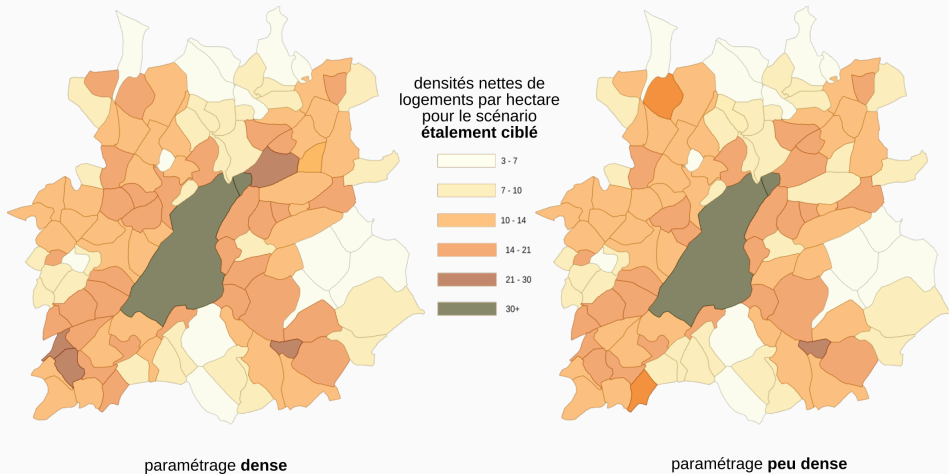 densités nettes de
logements par hectare
pour le scénario
étalement ciblé
3 - 7
7 - 10
10 - 14
14 - 21
21 - 30
30+
paramétrage dense
paramétrage peu dense